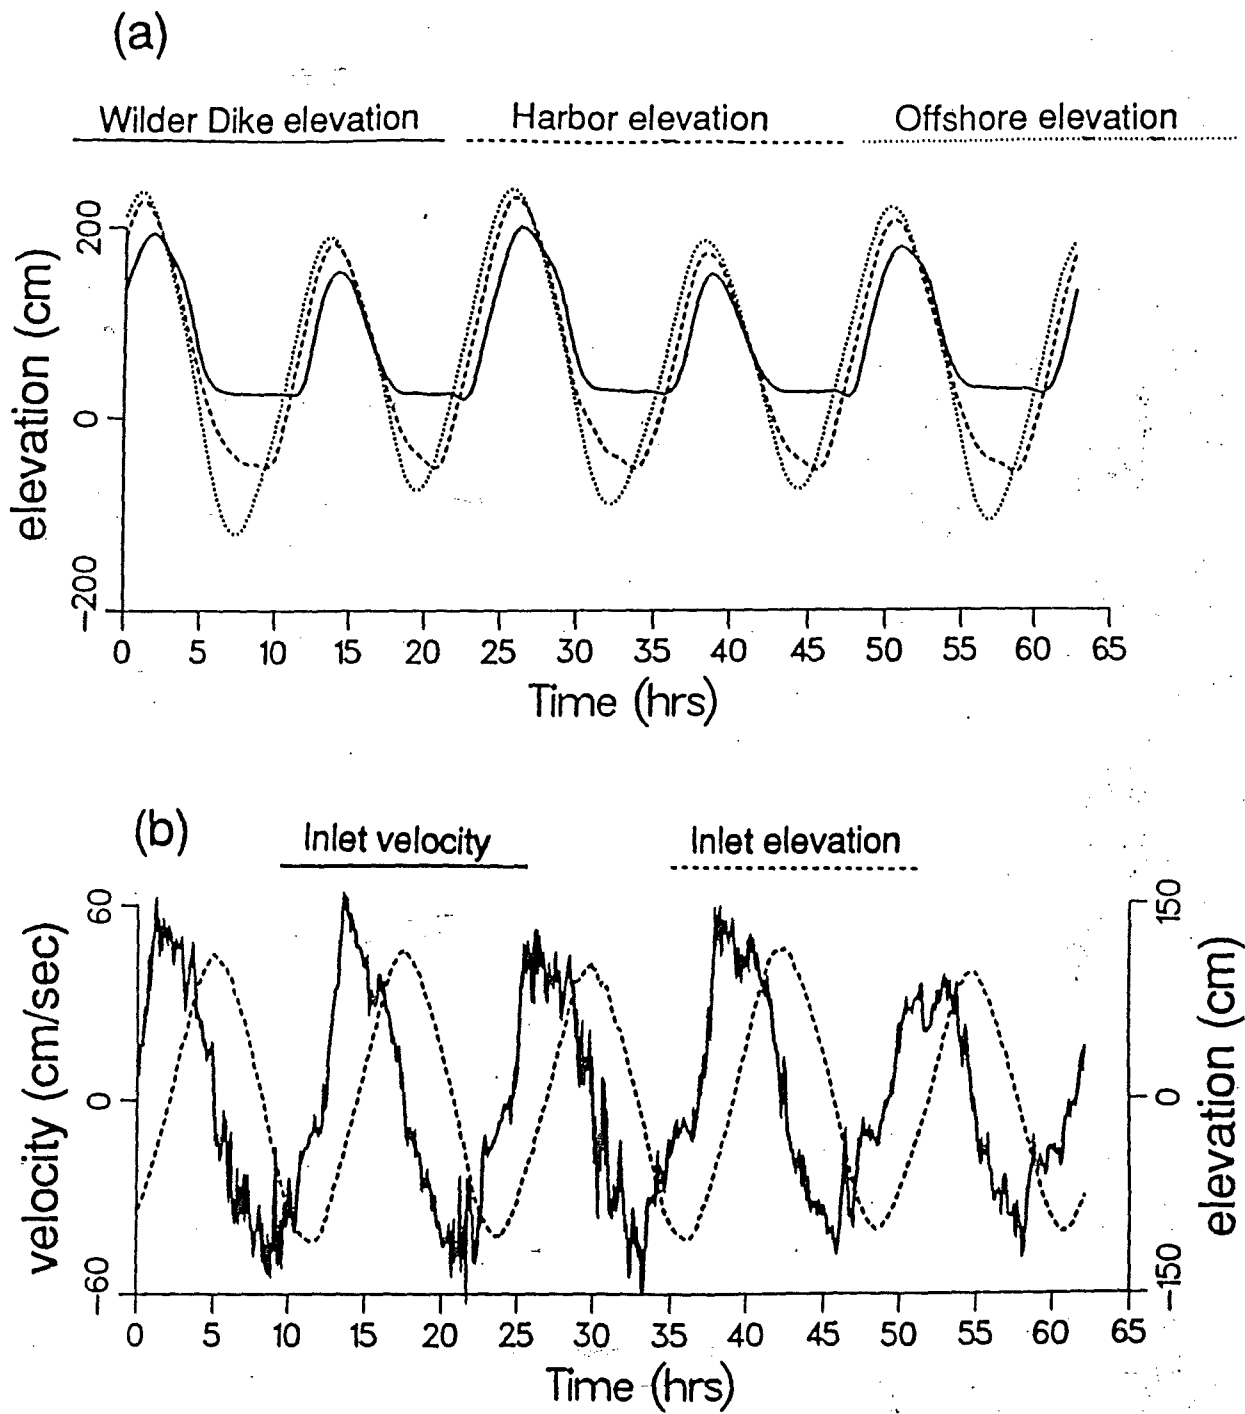 (a)
Wilder Dike elevation Harbor elevation Offshore elevation
elevation (cm)
200
0
-200
0 5 10 15 20 25 30 35 40 45 50 55 60 65
Time (hrs)
(b)
Inlet velocity Inlet elevation
velocity (cm/sec)
60
0
-60
150
0
-150
elevation (cm)
0 5 10 15 20 25 30 35 40 45 50 55 60 65
Time (hrs)